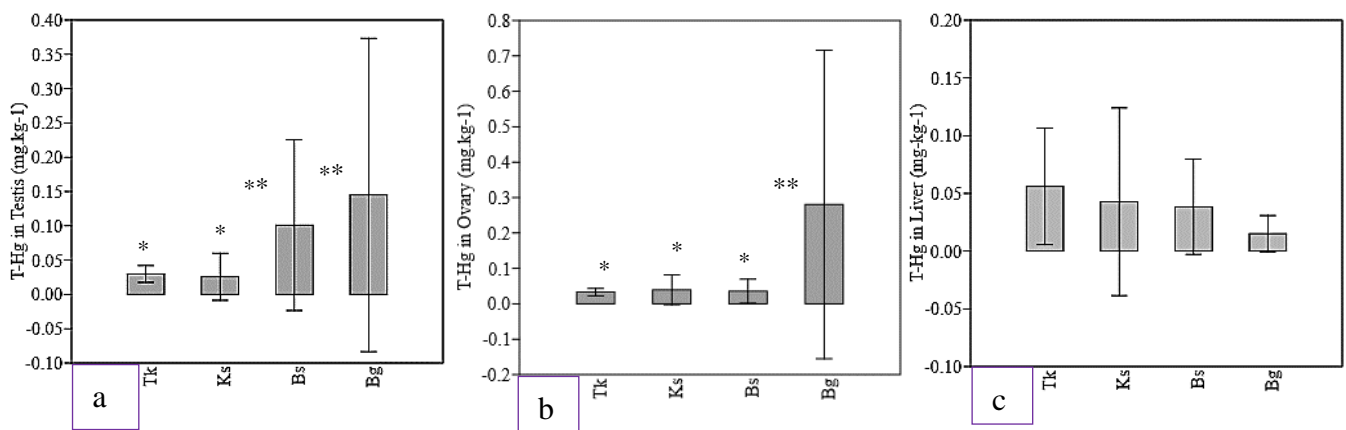 T-Hg in Testis (mg.kg-1)
0.40
0.35
0.30
0.25
0.20
0.15
0.10
0.05
0.00
-0.05
-0.10
*
*
**
**
Tk
Ks
Bs
Bg
a
T-Hg in Ovary (mg.kg-1)
0.8
0.7
0.6
0.5
0.4
0.3
0.2
0.1
0.0
-0.1
-0.2
*
*
*
**
Tk
Ks
Bs
Bg
b
T-Hg in Liver (mg-kg-1)
0.20
0.15
0.10
0.05
0.00
-0.05
-0.10
Tk
Ks
Bs
Bg
c